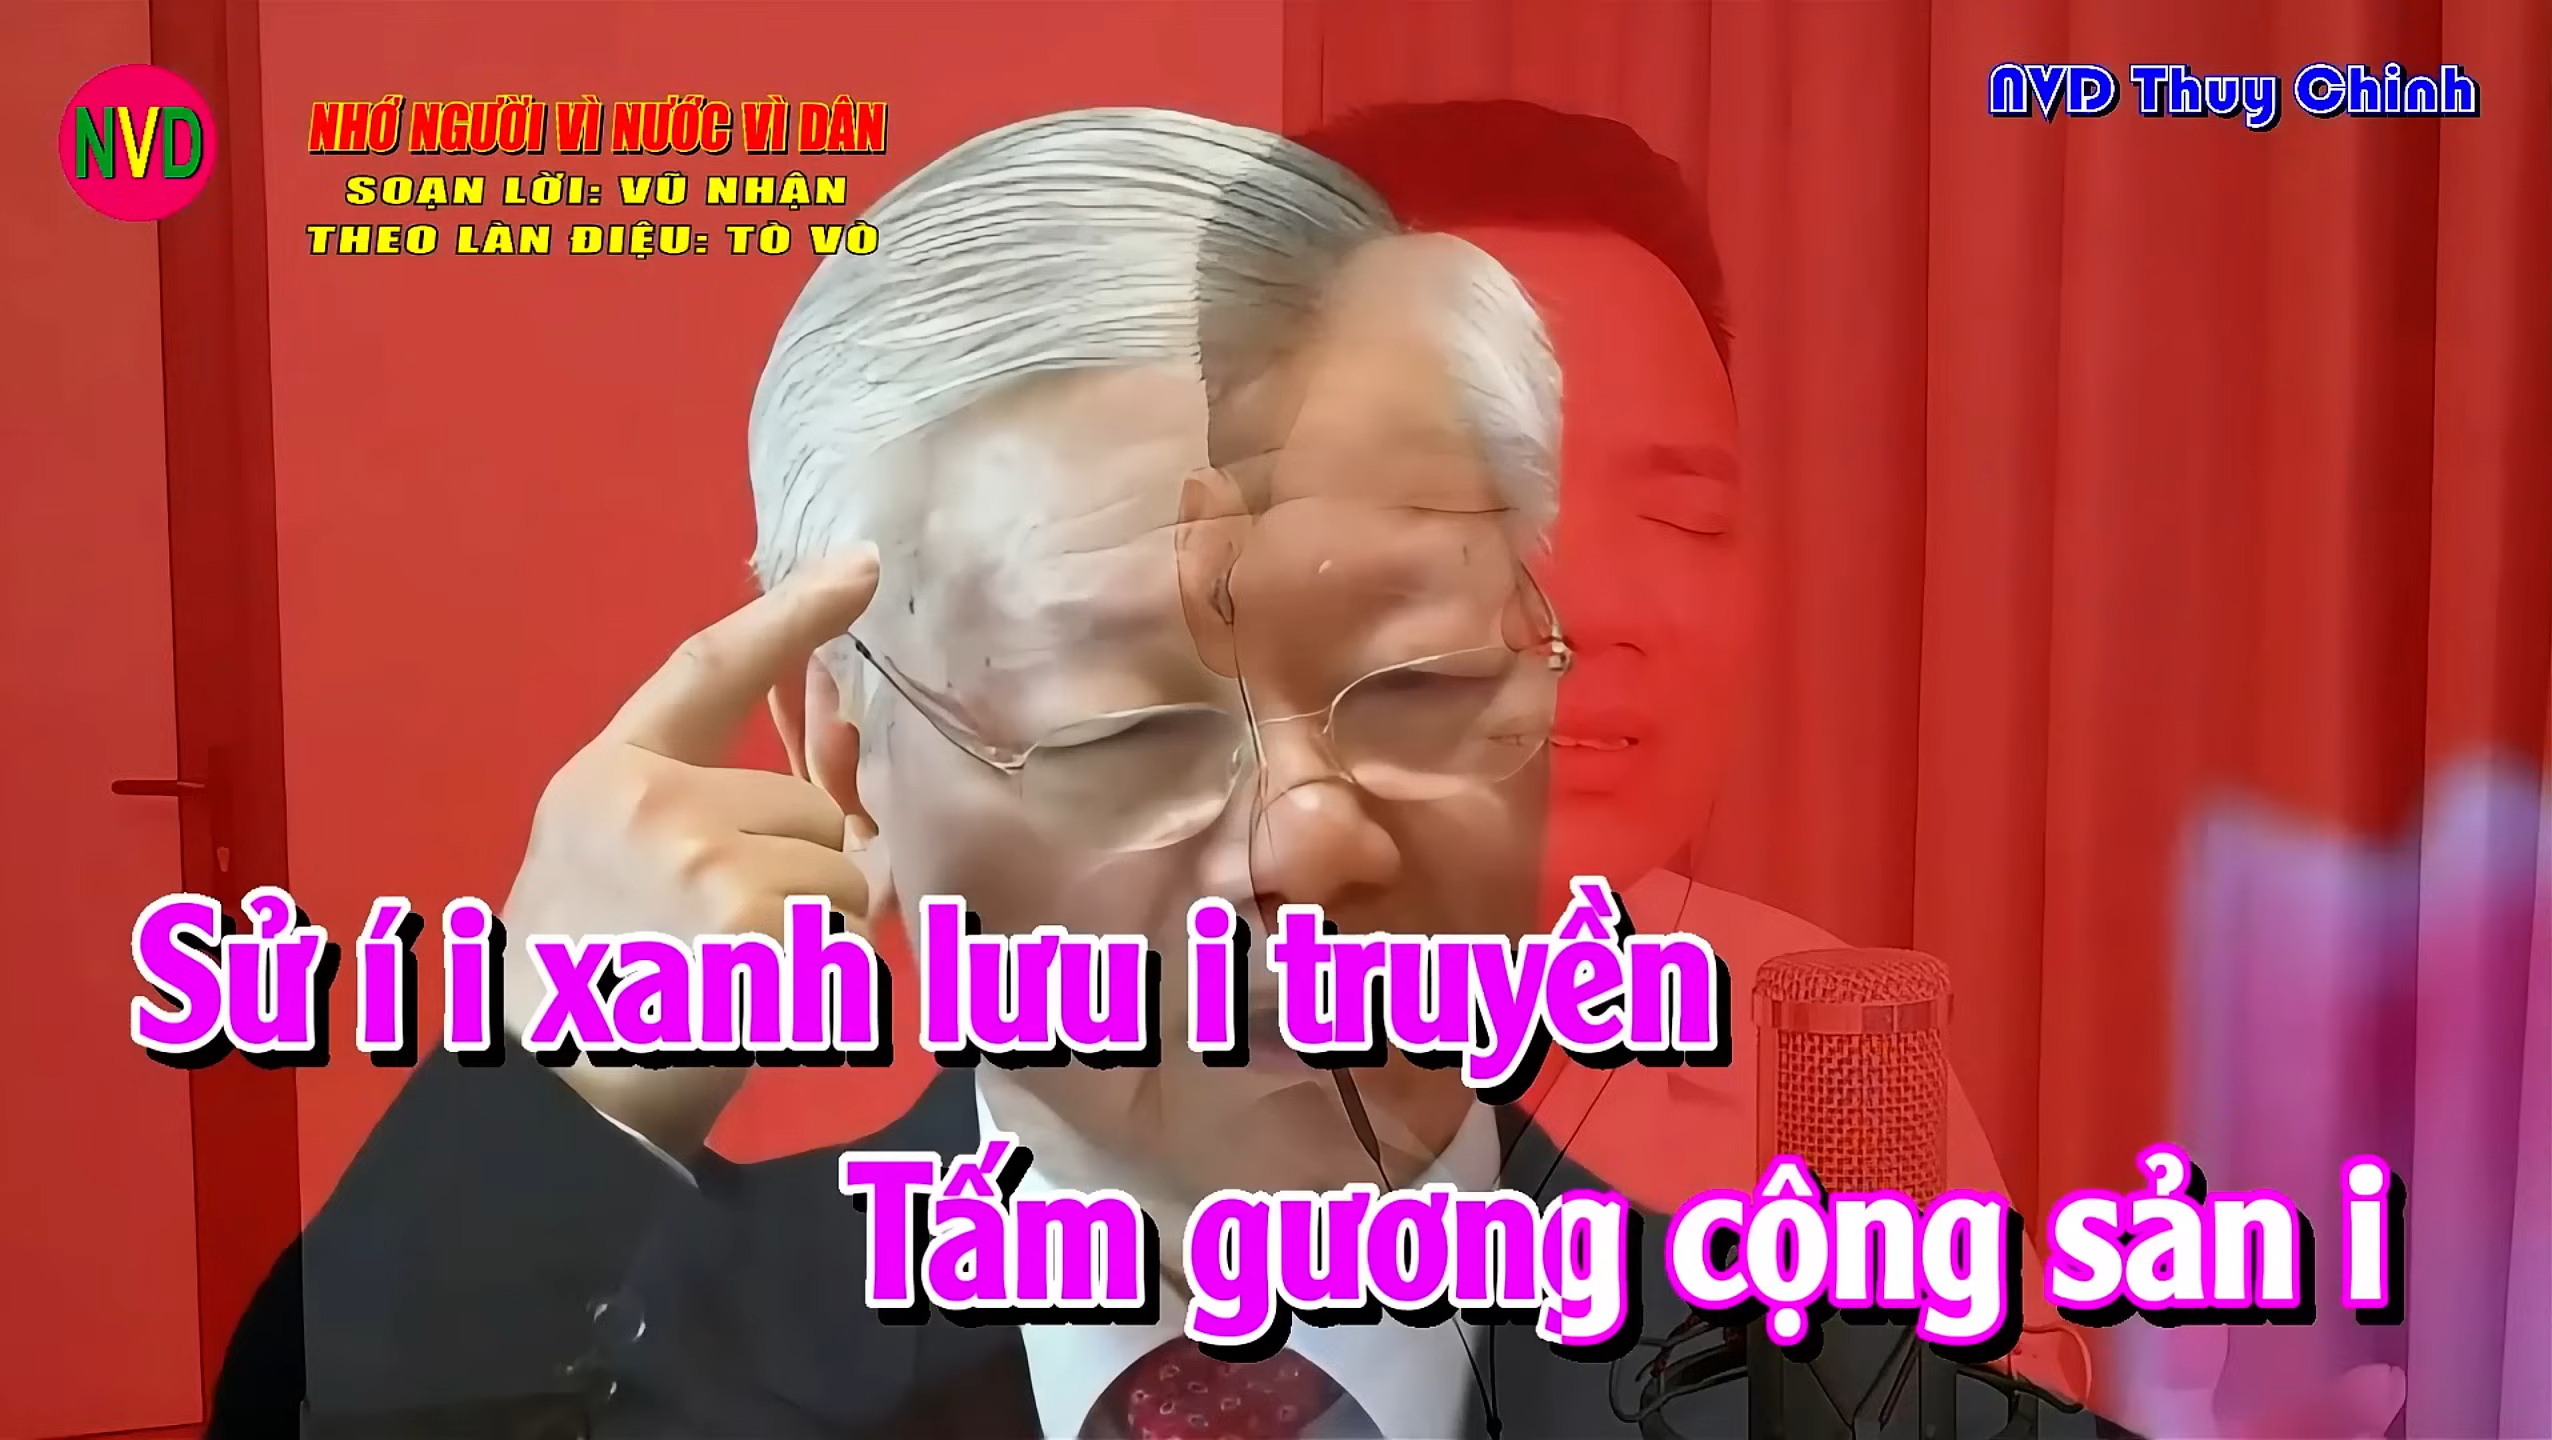 NVD
NHỚ NGƯỜI VÌ NƯỚC VÌ DÂN
SOẠN LỜI: VŨ NHẬN
THEO LÀN ĐIỆU: TÒ VÒ
NVD Thuy Chinh
Sử í i xanh lưu i truyền
Tấm gương cộng sản i